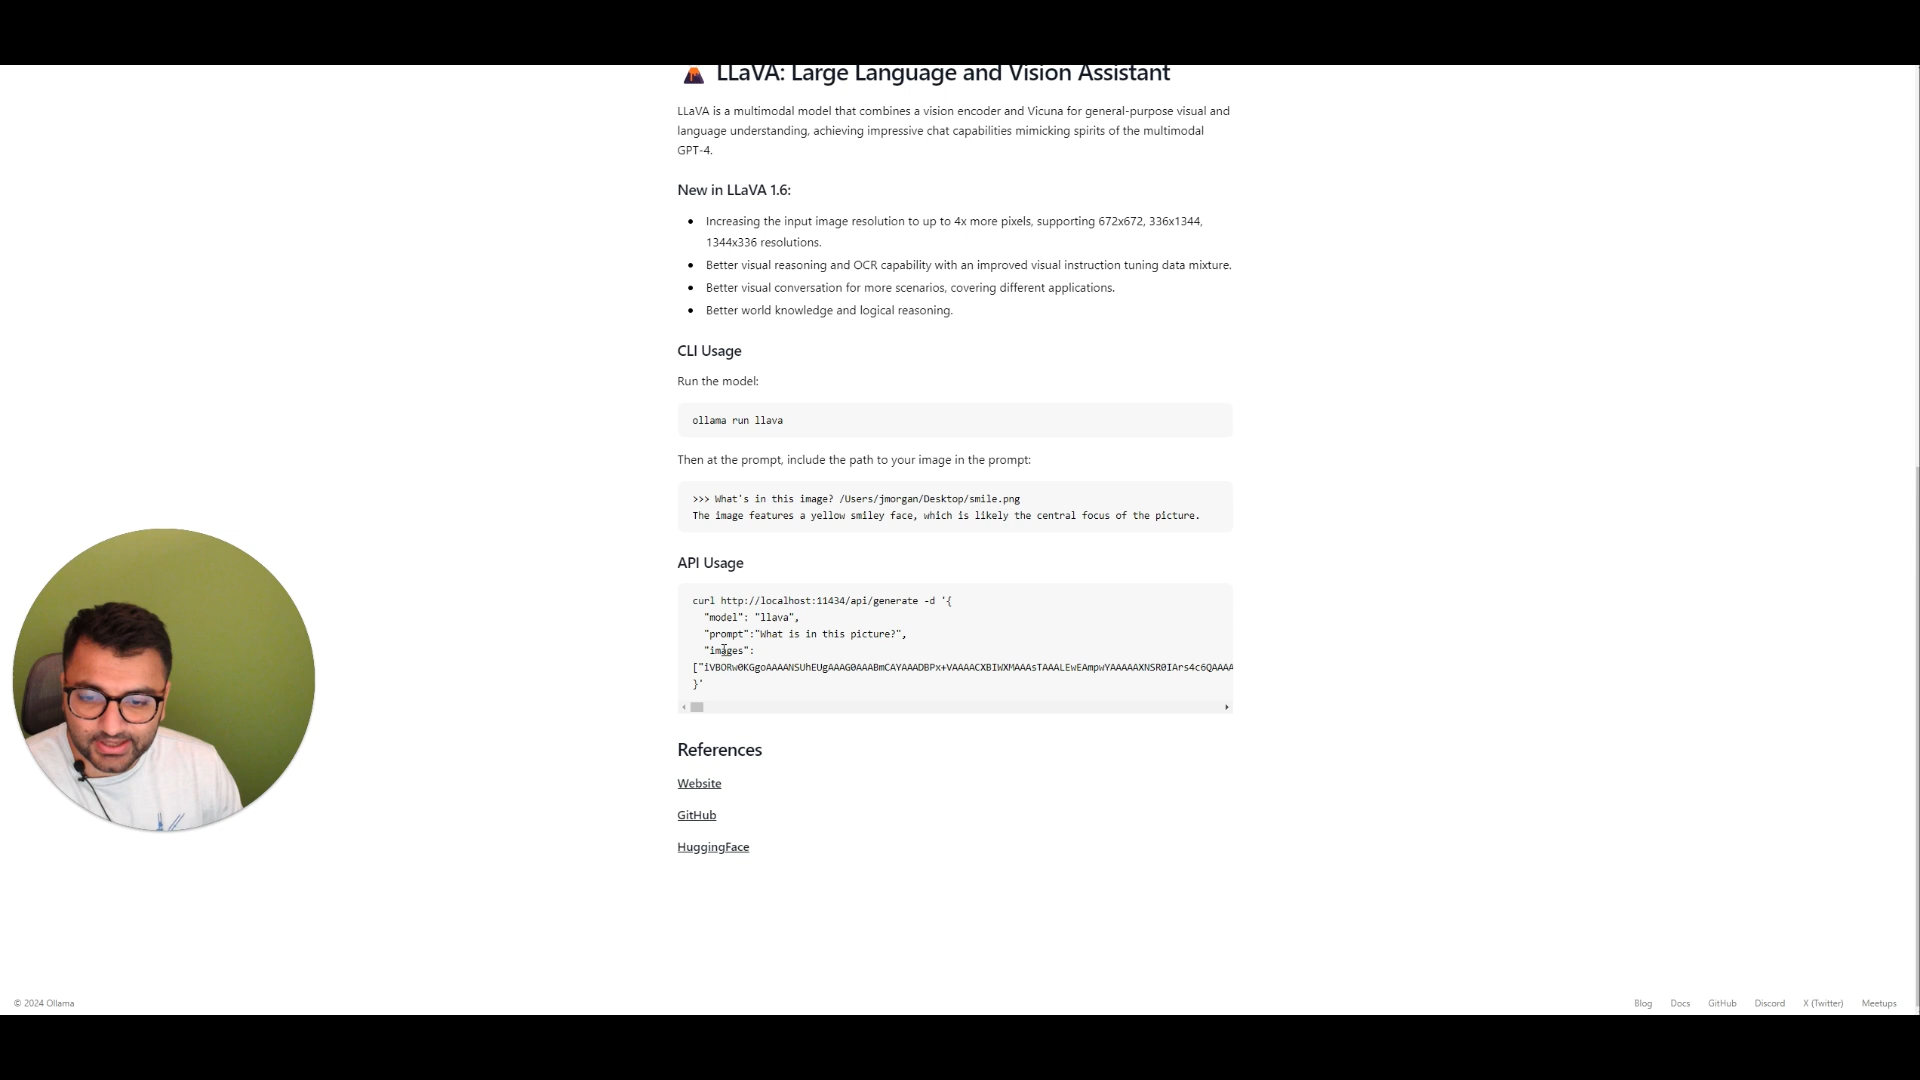 LLaVA: Large Language and Vision Assistant
LLaVA is a multimodal model that combines a vision encoder and Vicuna for general-purpose visual and
language understanding, achieving impressive chat capabilities mimicking spirits of the multimodal
GPT-4.
New in LLaVA 1.6:
Increasing the input image resolution to up to 4x more pixels, supporting 672x672, 336x1344,
1344x336 resolutions.
Better visual reasoning and OCR capability with an improved visual instruction tuning data mixture.
Better visual conversation for more scenarios, covering different applications.
Better world knowledge and logical reasoning.
CLI Usage
Run the model:
ollama run llava
Then at the prompt, include the path to your image in the prompt:
>>> What's in this image? /Users/jmorgan/Desktop/smile.png
The image features a yellow smiley face, which is likely the central focus of the picture.
API Usage
curl http://localhost:11434/api/generate -d '{
"model": "llava",
"prompt":"What is in this picture?",
"images":
["iVBORw0KGgoAAAANSUhEUgAAAG0AAABmCAYAAADBPx+VAAAACXBIWXMAAAsTAAALEwEAmpwYAAAAAXNSR0IArs4c6QAAAA
}'
References
Website
GitHub
HuggingFace
© 2024 Ollama
Blog Docs GitHub Discord X (Twitter) Meetups